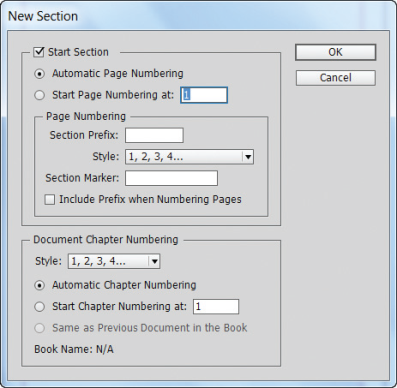 New Section
Start Section
OK
Automatic Page Numbering
Cancel
Start Page Numbering at: 1
Page Numbering
Section Prefix:
Style: 1, 2, 3, 4...
Section Marker:
Include Prefix when Numbering Pages
Document Chapter Numbering
Style: 1, 2, 3, 4...
Automatic Chapter Numbering
Start Chapter Numbering at: 1
Same as Previous Document in the Book
Book Name: N/A